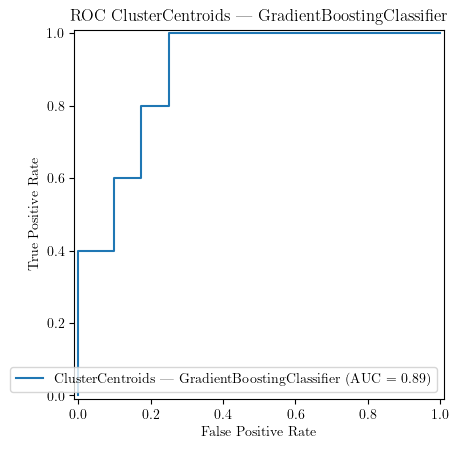 ROC ClusterCentroids — GradientBoostingClassifier
1.0
0.8
0.6
0.4
0.2
0.0
True Positive Rate
ClusterCentroids — GradientBoostingClassifier (AUC = 0.89)
0.0 0.2 0.4 0.6 0.8 1.0
False Positive Rate